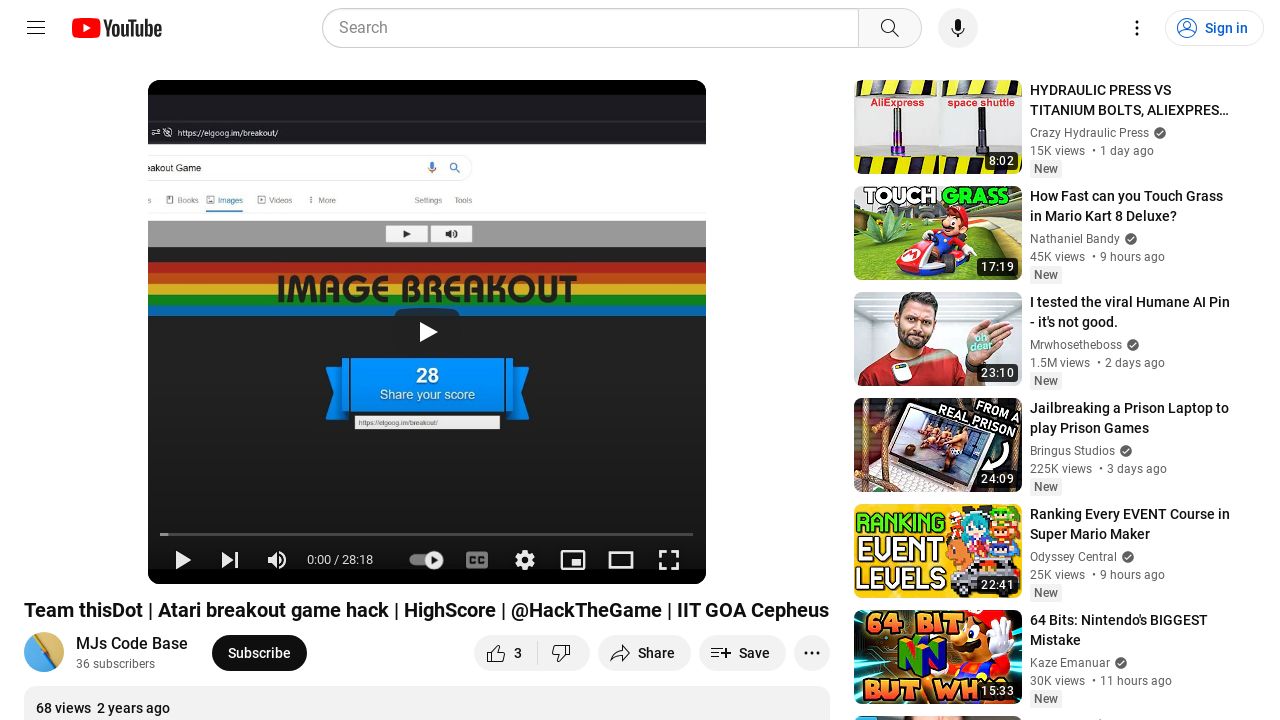 YouTube
Search
Sign in
https://elgoog.im/breakout/
eakout Game
Books
Images
Videos
More
Settings
Tools
IMAGE BREAKOUT
28
Share your score
https://elgoog.im/breakout/
0:00 / 28:18
CC
Team thisDot | Atari breakout game hack | HighScore | @HackTheGame | IIT GOA Cepheus
MJs Code Base
36 subscribers
Subscribe
3
Share
Save
68 views 2 years ago
AliExpress
space shuttle
8:02
HYDRAULIC PRESS VS
TITANIUM BOLTS, ALIEXPRES...
Crazy Hydraulic Press
15K views • 1 day ago
New
TOUCH GRASS
17:19
How Fast can you Touch Grass
in Mario Kart 8 Deluxe?
Nathaniel Bandy
45K views • 9 hours ago
New
oh
dear
23:10
I tested the viral Humane AI Pin
- it's not good.
Mrwhosetheboss
1.5M views • 2 days ago
New
FROM A
REAL PRISON
24:09
Jailbreaking a Prison Laptop to
play Prison Games
Bringus Studios
225K views • 3 days ago
New
RANKING
EVENT
LEVELS
22:41
Ranking Every EVENT Course in
Super Mario Maker
Odyssey Central
25K views • 9 hours ago
New
64 BIT
BUT WHY
15:33
64 Bits: Nintendo's BIGGEST
Mistake
Kaze Emanuar
30K views • 11 hours ago
New